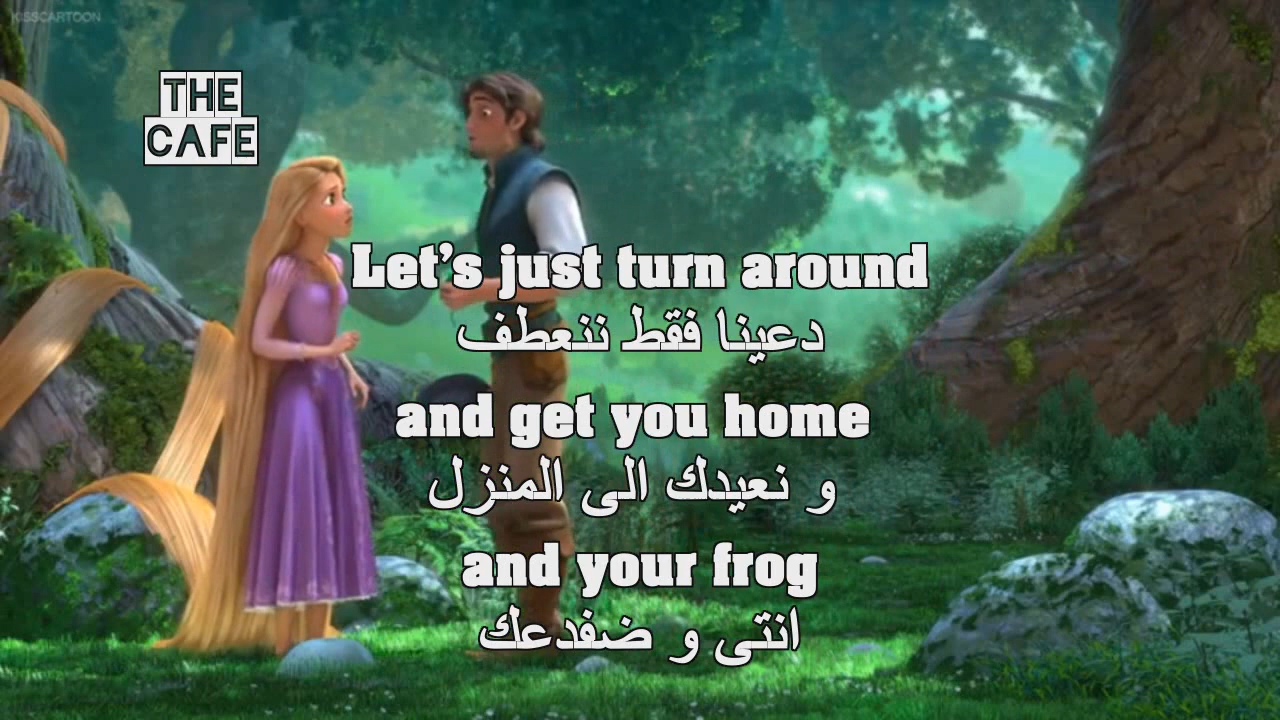 KISSCARTOON
THE
CAFE
Let's just turn around
دعينا فقط ننعطف
and get you home
و نعيدك الى المنزل
and your frog
انتى و ضفدعك